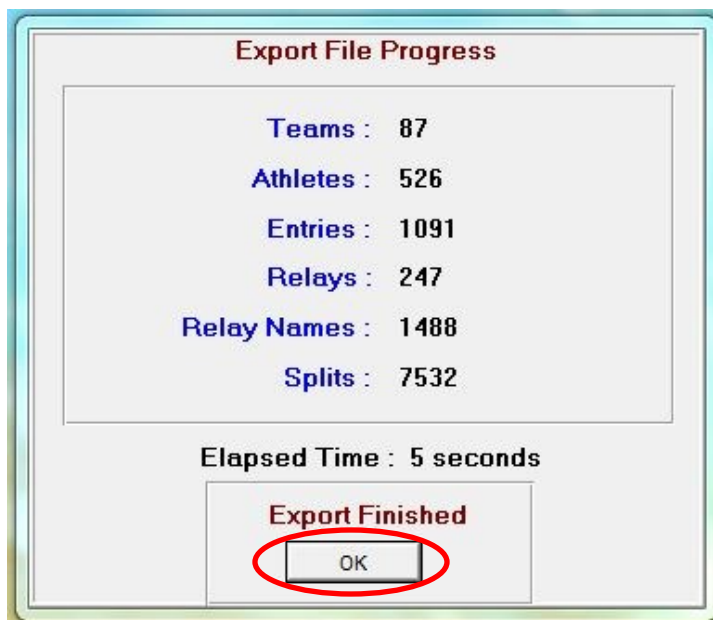 Export File Progress
Teams : 87
Athletes : 526
Entries : 1091
Relays : 247
Relay Names : 1488
Splits : 7532
Elapsed Time : 5 seconds
Export Finished
OK